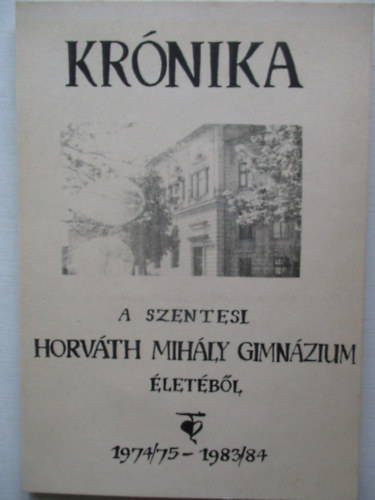 KRÓNIKA
A SZENTESI
HORVÁTH MIHÁLY GIMNÁZIUM
ÉLETÉBŐL
1974/75 - 1983/84